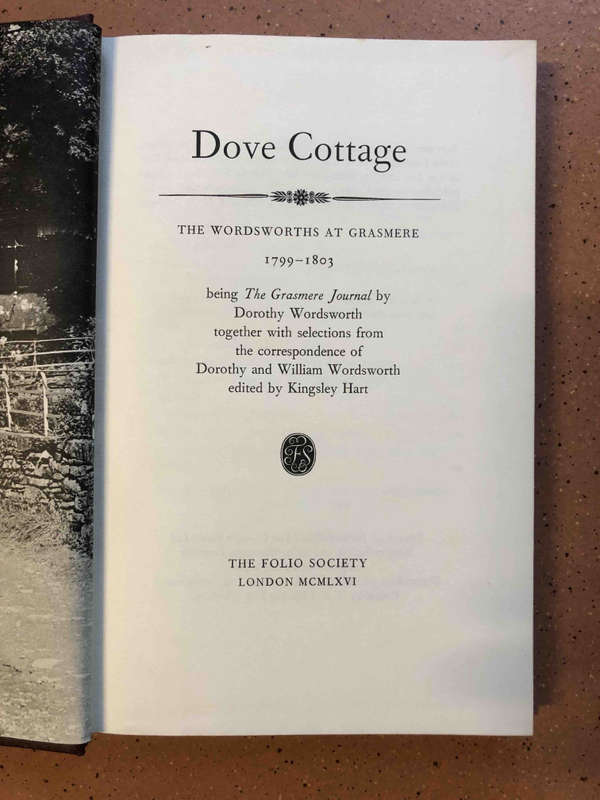 Dove Cottage
THE WORDSWORTHS AT GRASMERE
1799–1803
being The Grasmere Journal by
Dorothy Wordsworth
together with selections from
the correspondence of
Dorothy and William Wordsworth
edited by Kingsley Hart
FS
THE FOLIO SOCIETY
LONDON MCMLXVI